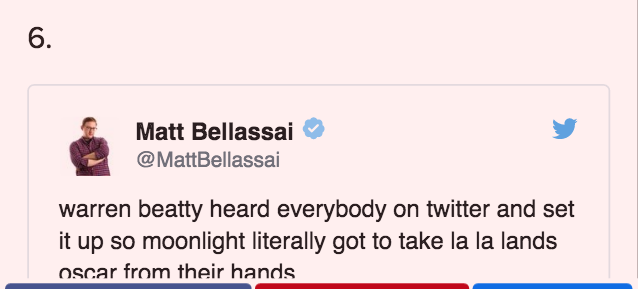 6.
Matt Bellassai
@MattBellassai
warren beatty heard everybody on twitter and set
it up so moonlight literally got to take la la lands
oscar from their hands